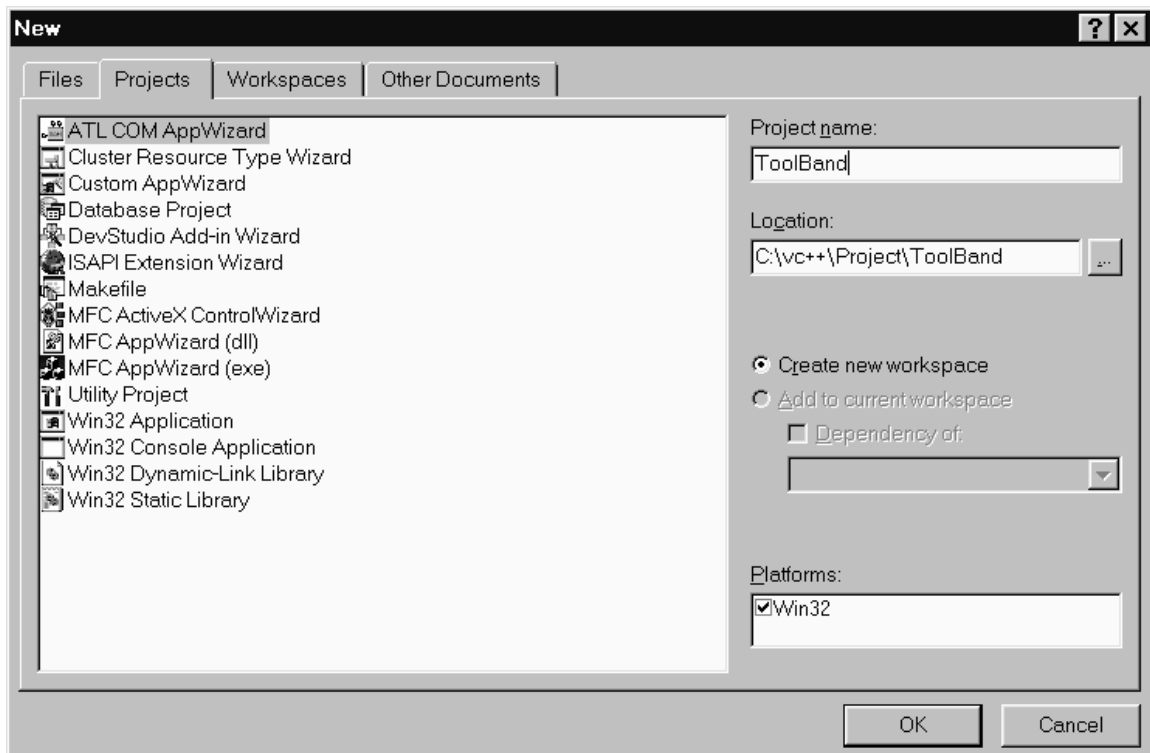 New
Files Projects Workspaces Other Documents
ATL COM AppWizard
Cluster Resource Type Wizard
Custom AppWizard
Database Project
DevStudio Add-in Wizard
ISAPI Extension Wizard
Makefile
MFC ActiveX ControlWizard
MFC AppWizard (dll)
MFC AppWizard (exe)
Utility Project
Win32 Application
Win32 Console Application
Win32 Dynamic-Link Library
Win32 Static Library
Project name:
ToolBand
Location:
C:\vc++\Project\ToolBand ...
Create new workspace
Add to current workspace
Dependency of:
Platforms:
Win32
OK Cancel